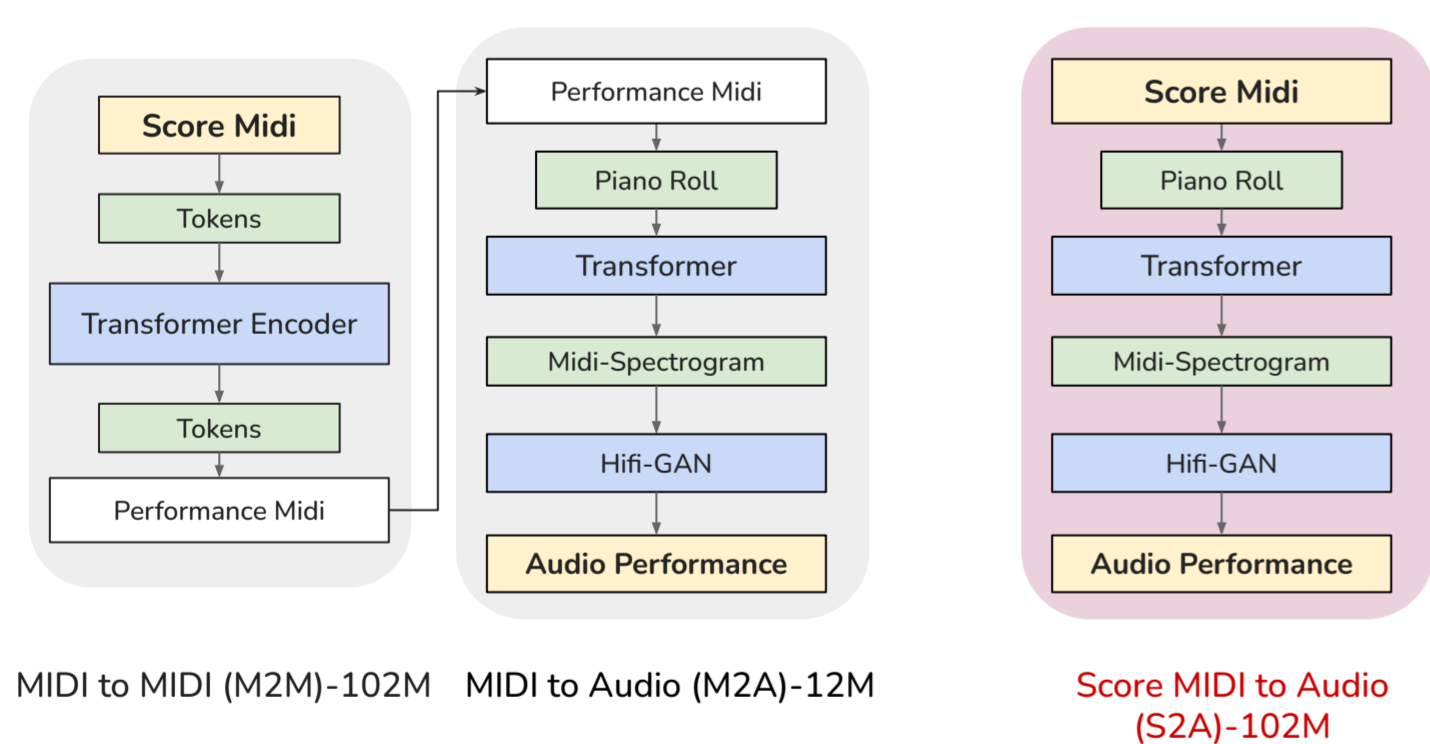 Score Midi
Tokens
Transformer Encoder
Tokens
Performance Midi
MIDI to MIDI (M2M)-102M
Performance Midi
Piano Roll
Transformer
Midi-Spectrogram
Hifi-GAN
Audio Performance
MIDI to Audio (M2A)-12M
Score Midi
Piano Roll
Transformer
Midi-Spectrogram
Hifi-GAN
Audio Performance
Score MIDI to Audio
(S2A)-102M